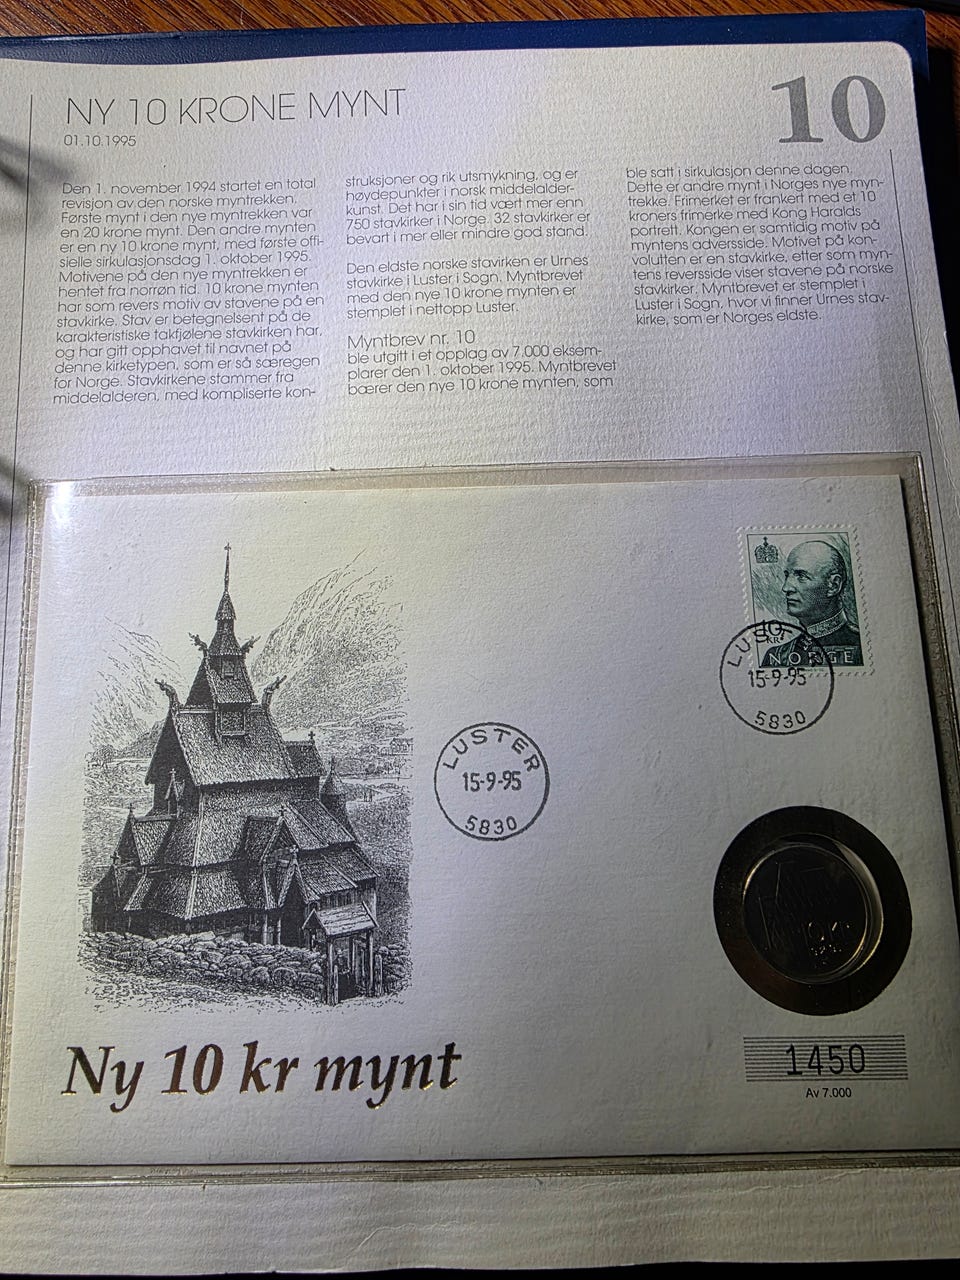 NY 10 KRONE MYNT
01.10.1995
10
Den 1. november 1994 startet en total
revisjon av den norske myntrekken.
Første mynt i den nye myntrekken var
en 20 krone mynt. Den andre mynten
er en ny 10 krone mynt, med første offi-
sielle sirkulasjonsdag 1. oktober 1995.
Motivene på den nye myntrekken er
hentet fra norrøn tid. 10 krone mynten
har som revers motiv av stavene på en
stavkirke. Stav er betegnelsent på de
karakteristiske takfjølene stavkirken har,
og har gitt opphavet til navnet på
denne kirketypen, som er så særegen
for Norge. Stavkirkene stammer fra
middelalderen, med kompliserte kon-
struksjoner og rik utsmykning, og er
høydepunkter i norsk middelalder-
kunst. Det har i sin tid vært mer enn
750 stavkirker i Norge. 32 stavkirker er
bevart i mer eller mindre god stand.
Den eldste norske stavirken er Urnes
stavkirke i Luster i Sogn. Myntbrevet
med den nye 10 krone mynten er
stemplet i nettopp Luster.
Myntbrev nr. 10
ble utgitt i et opplag av 7.000 eksem-
plarer den 1. oktober 1995. Myntbrevet
bærer den nye 10 krone mynten, som
ble satt i sirkulasjon denne dagen.
Dette er andre mynt i Norges nye myn-
trekke. Frimerket er frankert med et 10
kroners frimerke med Kong Haralds
portrett. Kongen er samtidig motiv på
myntens adversside. Motivet på kon-
volutten er en stavkirke, etter som myn-
tens reversside viser stavene på norske
stavkirker. Myntbrevet er stemplet i
Luster i Sogn, hvor vi finner Urnes stav-
kirke, som er Norges eldste.
10
KR
NORGE
LUSTER
15-9-95
5830
LUSTER
15-9-95
5830
10 kr
Ny 10 kr mynt
1450
Av 7.000